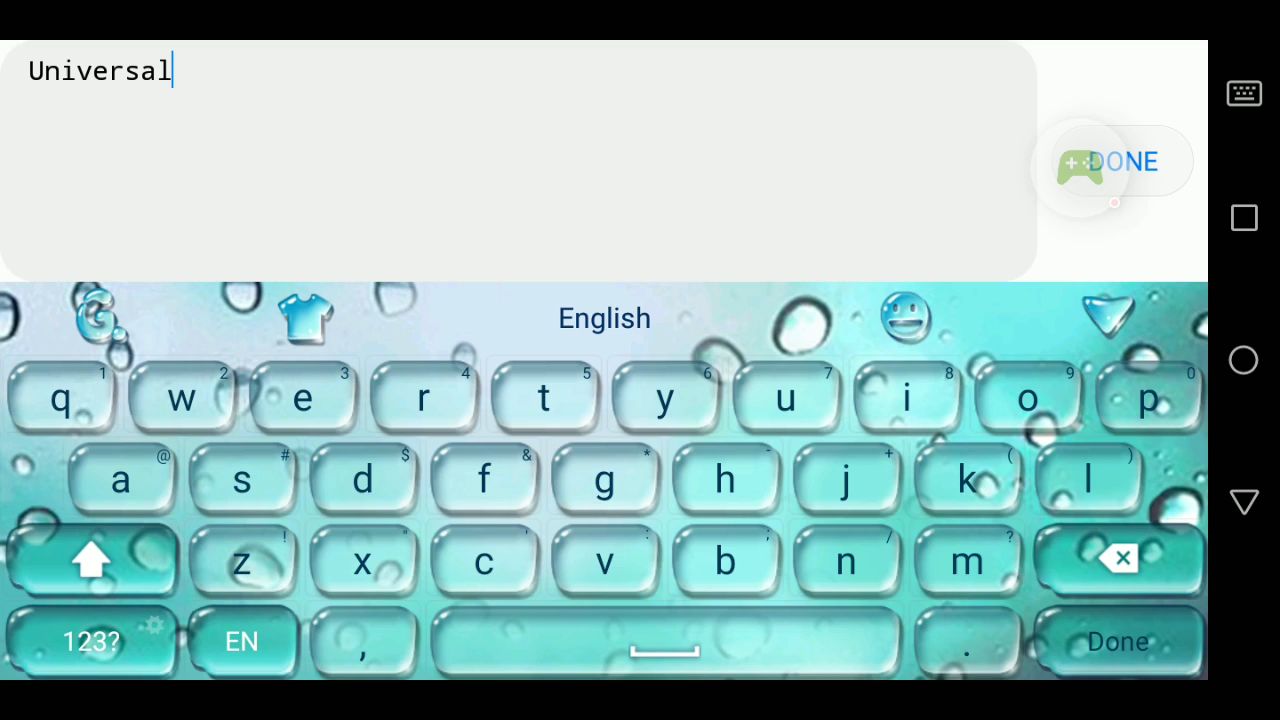 Universal
DONE
G.
English
q 1 w 2 e 3 r 4 t 5 y 6 u 7 i 8 o 9 p 0
a @ s # d $ f & g * h - j + k ( l )
z ! x " c ' v : b ; n / m ?
123? EN , . Done